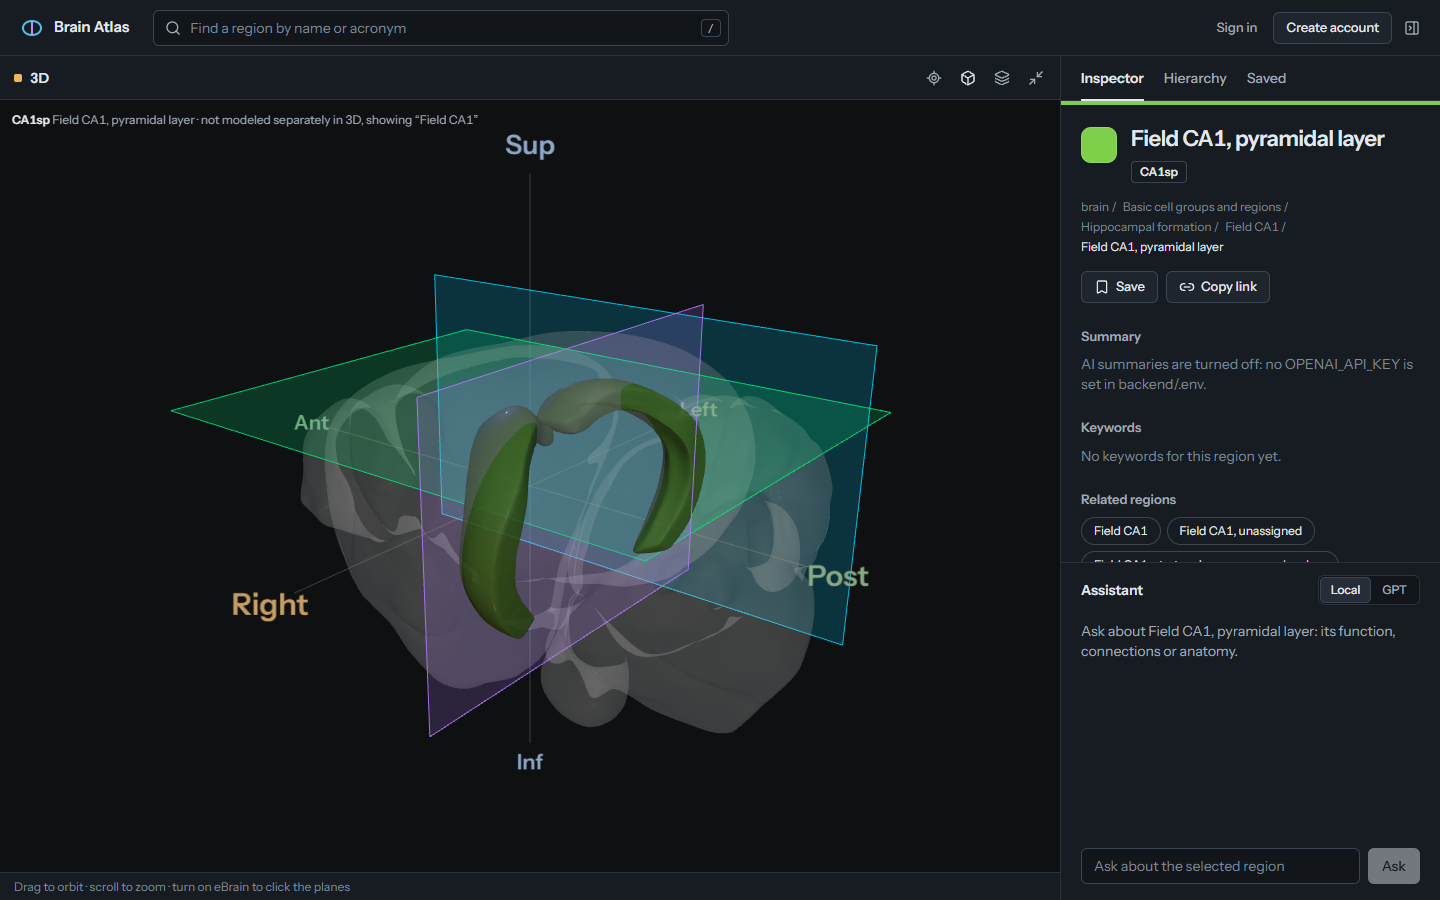 Brain Atlas
Find a region by name or acronym
/
Sign in
Create account
3D
CA1sp Field CA1, pyramidal layer · not modeled separately in 3D, showing “Field CA1”
Sup
Ant
Left
Right
Post
Inf
Drag to orbit · scroll to zoom · turn on eBrain to click the planes
Inspector
Hierarchy
Saved
Field CA1, pyramidal layer
CA1sp
brain / Basic cell groups and regions /
Hippocampal formation / Field CA1 /
Field CA1, pyramidal layer
Save
Copy link
Summary
AI summaries are turned off: no OPENAI_API_KEY is
set in backend/.env.
Keywords
No keywords for this region yet.
Related regions
Field CA1
Field CA1, unassigned
Assistant
Local
GPT
Ask about Field CA1, pyramidal layer: its function,
connections or anatomy.
Ask about the selected region
Ask